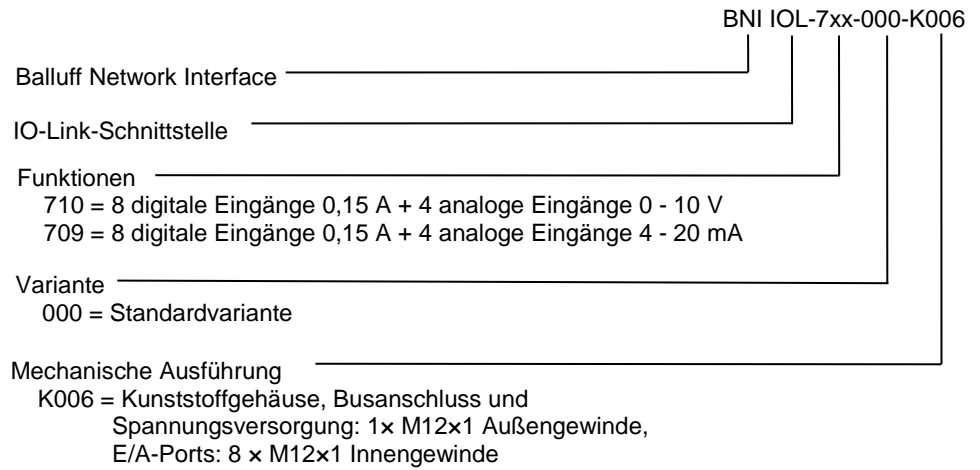 BNI IOL-7xx-000-K006
Balluff Network Interface
IO-Link-Schnittstelle
Funktionen
710 = 8 digitale Eingänge 0,15 A + 4 analoge Eingänge 0 - 10 V
709 = 8 digitale Eingänge 0,15 A + 4 analoge Eingänge 4 - 20 mA
Variante
000 = Standardvariante
Mechanische Ausführung
K006 = Kunststoffgehäuse, Busanschluss und
Spannungsversorgung: 1× M12×1 Außengewinde,
E/A-Ports: 8 × M12×1 Innengewinde